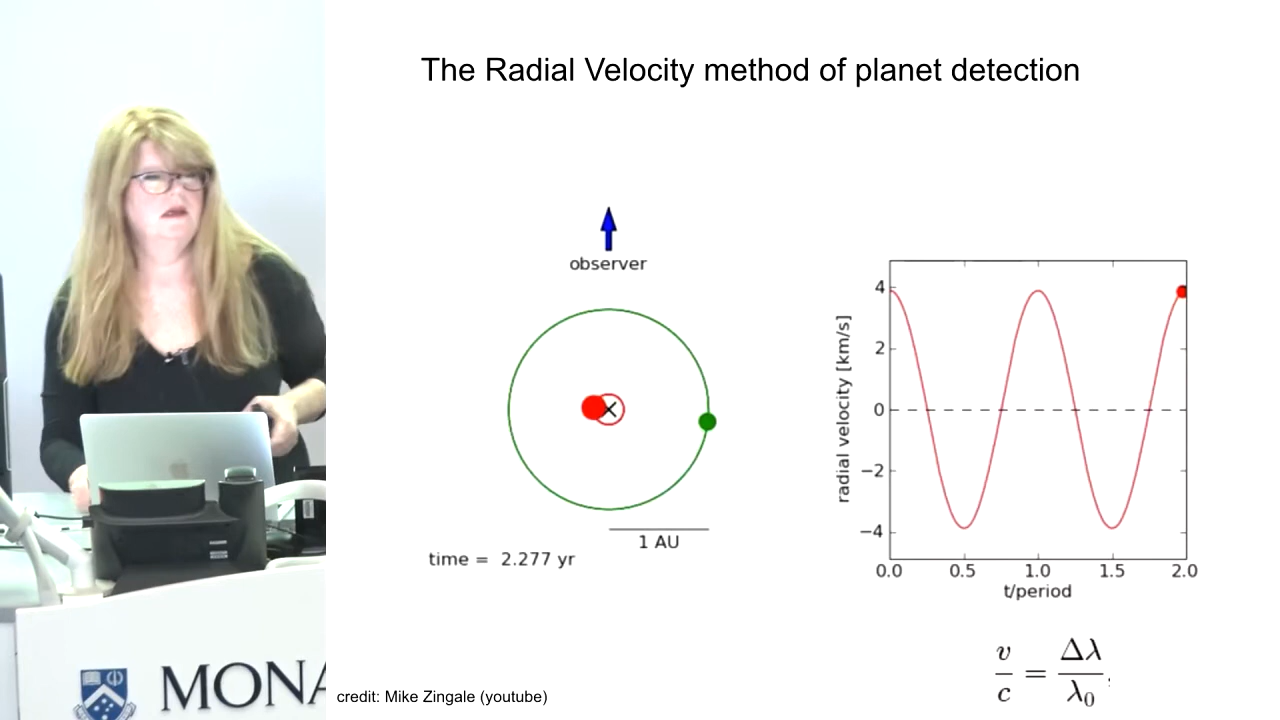 The Radial Velocity method of planet detection
observer
1 AU
time = 2.277 yr
radial velocity [km/s]
4
2
0
−2
−4
0.0 0.5 1.0 1.5 2.0
t/period
v/c = Δλ/λ₀,
MONA
credit: Mike Zingale (youtube)